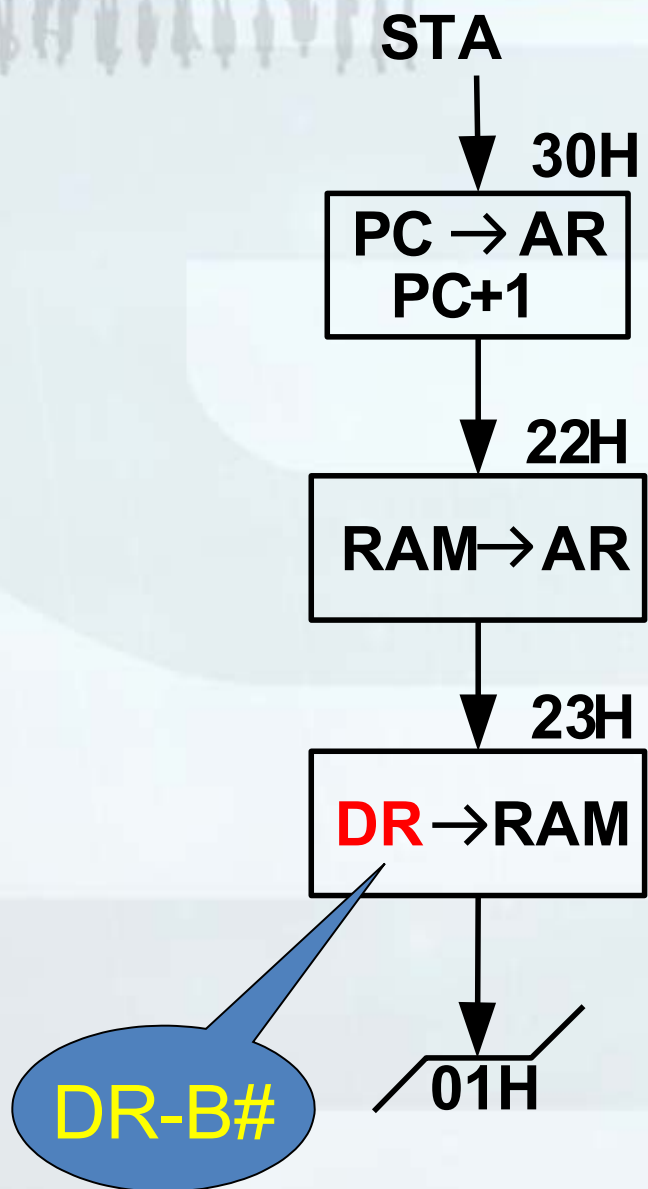 STA
30H
PC → AR
PC+1
22H
RAM→AR
23H
DR→RAM
01H
DR-B#